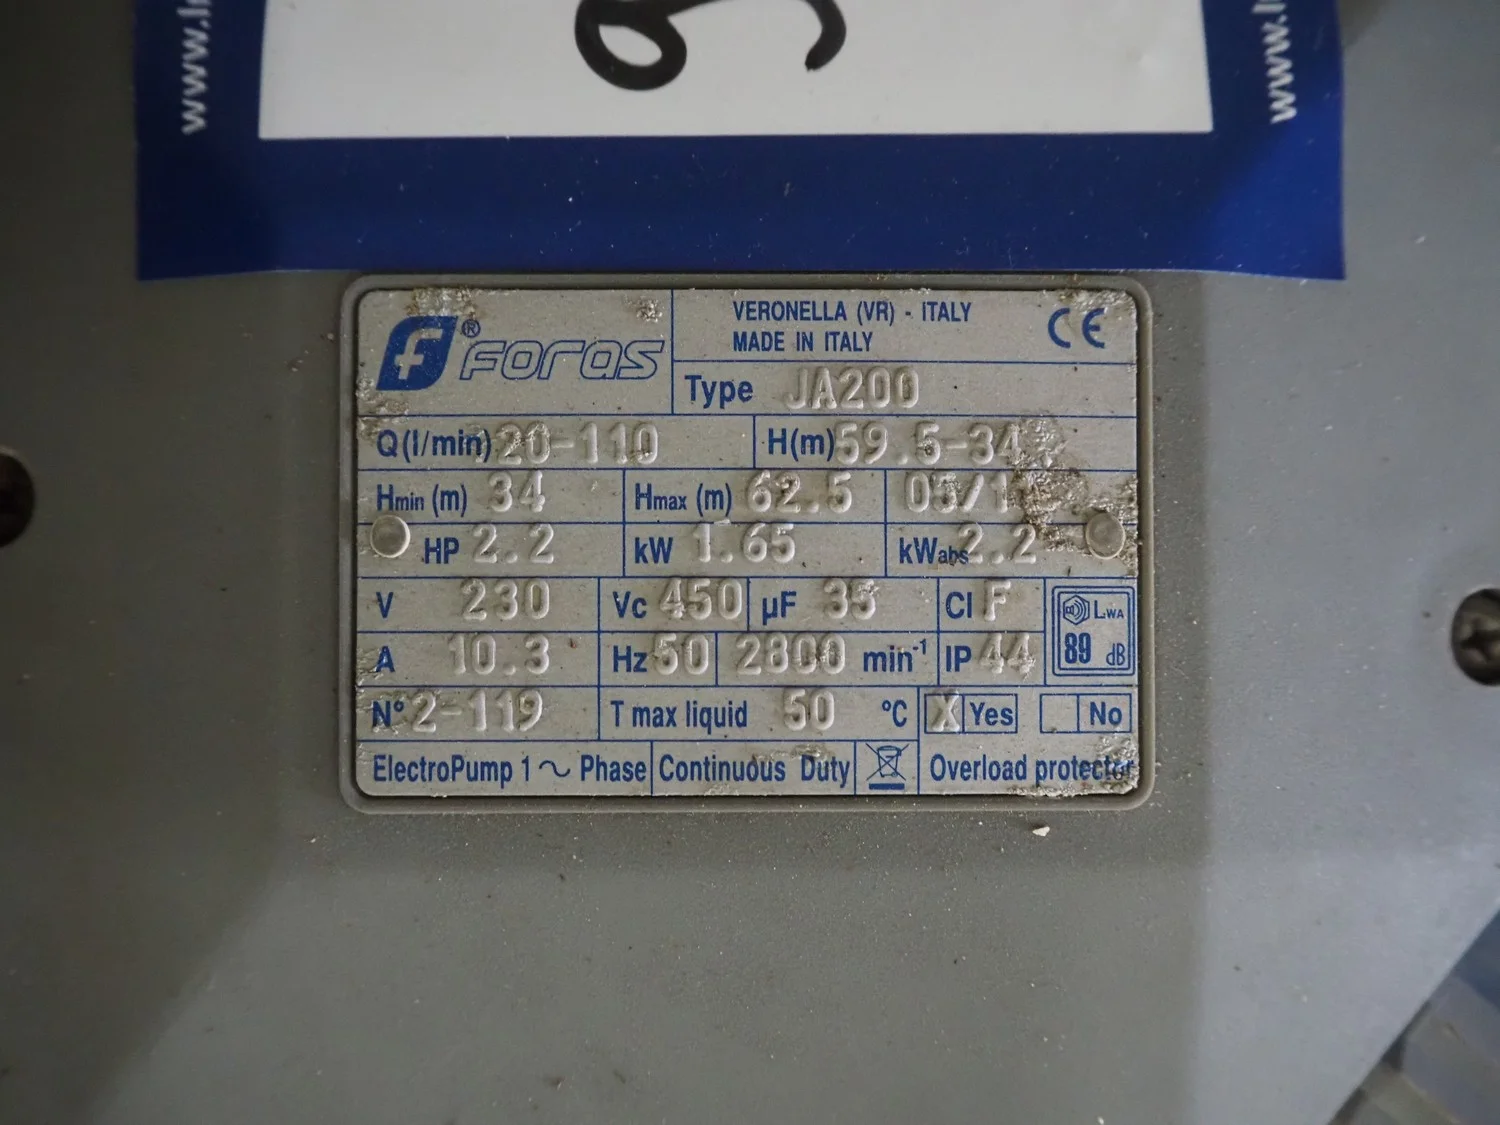 9
VERONELLA (VR) - ITALY
MADE IN ITALY
CE
F® foras
Type JA200
Q(l/min) 20-110 H(m) 59.5-34
Hmin (m) 34 Hmax (m) 62.5
HP 2.2 kW 1.65 kWabs 2.2
V 230 Vc 450 µF 35 Cl F LWA
A 10.3 Hz 50 2800 min-1 IP 44 89 dB
N° 2-119 T max liquid 50 °C X Yes No
ElectroPump 1 ~ Phase Continuous Duty Overload protector